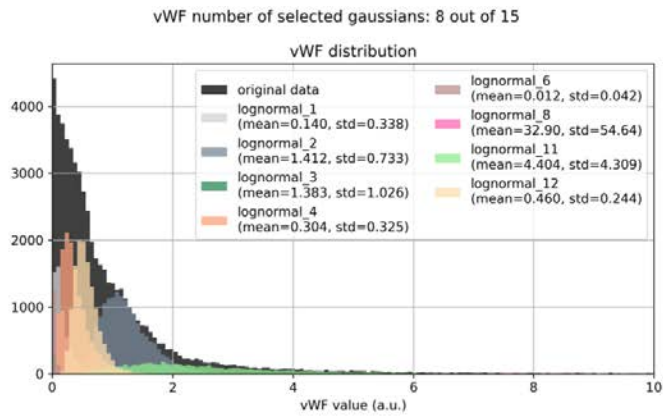 vWF number of selected gaussians: 8 out of 15
vWF distribution
original data
lognormal_1
(mean=0.140, std=0.338)
lognormal_2
(mean=1.412, std=0.733)
lognormal_3
(mean=1.383, std=1.026)
lognormal_4
(mean=0.304, std=0.325)
lognormal_6
(mean=0.012, std=0.042)
lognormal_8
(mean=32.90, std=54.64)
lognormal_11
(mean=4.404, std=4.309)
lognormal_12
(mean=0.460, std=0.244)
4000
3000
2000
1000
0
0 2 4 6 8 10
vWF value (a.u.)